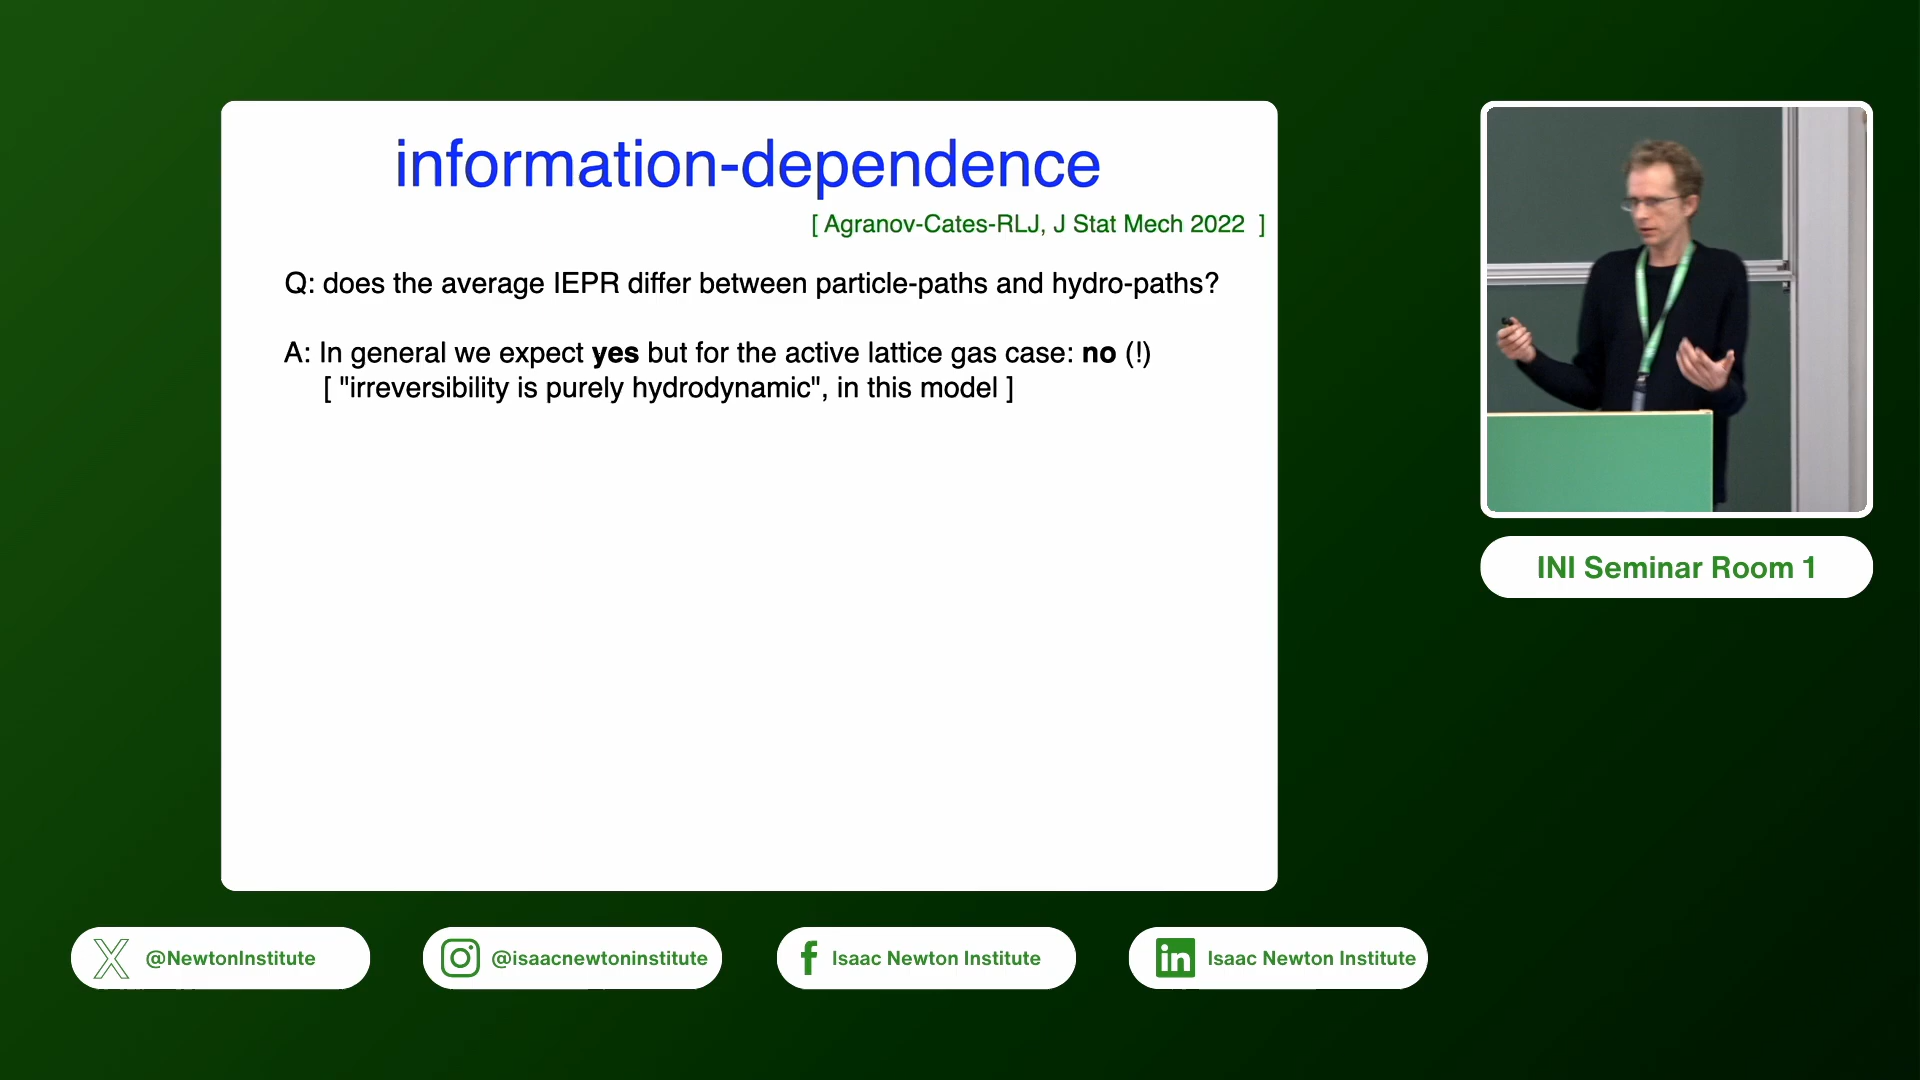 information-dependence
[ Agranov-Cates-RLJ, J Stat Mech 2022 ]
Q: does the average IEPR differ between particle-paths and hydro-paths?
A: In general we expect yes but for the active lattice gas case: no (!)
[ "irreversibility is purely hydrodynamic", in this model ]
INI Seminar Room 1
@NewtonInstitute
@isaacnewtoninstitute
Isaac Newton Institute
Isaac Newton Institute